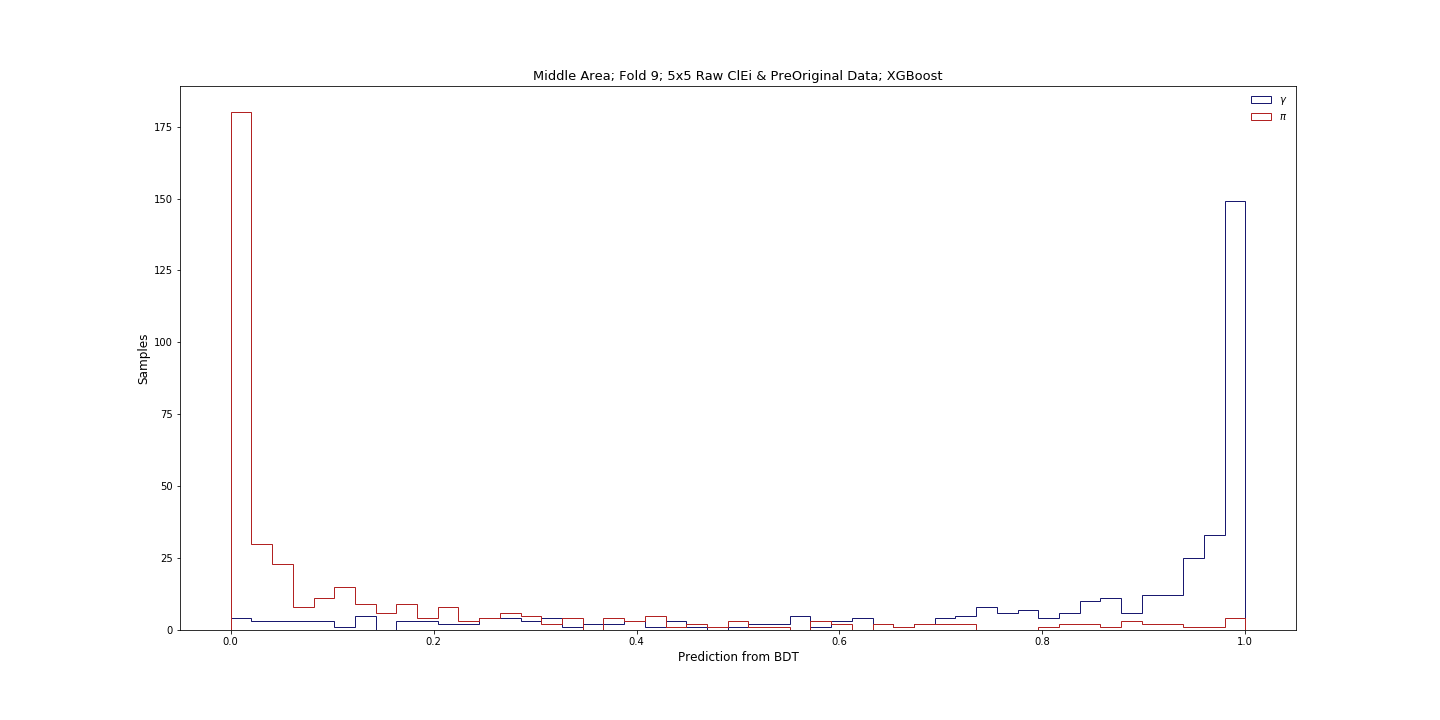 Middle Area; Fold 9; 5x5 Raw ClEi & PreOriginal Data; XGBoost
γ
π
175
150
125
100
75
50
25
0
Samples
0.0 0.2 0.4 0.6 0.8 1.0
Prediction from BDT